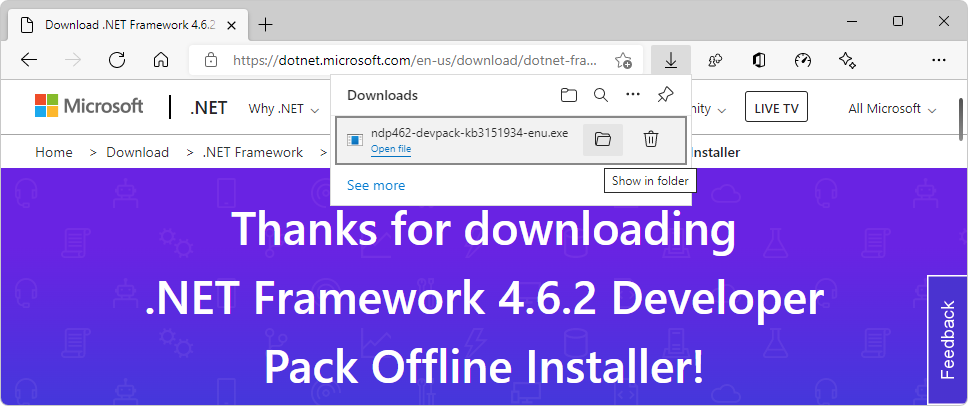 Download .NET Framework 4.6.2
https://dotnet.microsoft.com/en-us/download/dotnet-fra...
Downloads
Microsoft
.NET
Why .NET
All Microsoft
LIVE TV
ndp462-devpack-kb3151934-enu.exe
Open file
Home > Download > .NET Framework >
Show in folder
See more
Thanks for downloading
.NET Framework 4.6.2 Developer
Pack Offline Installer!
Feedback